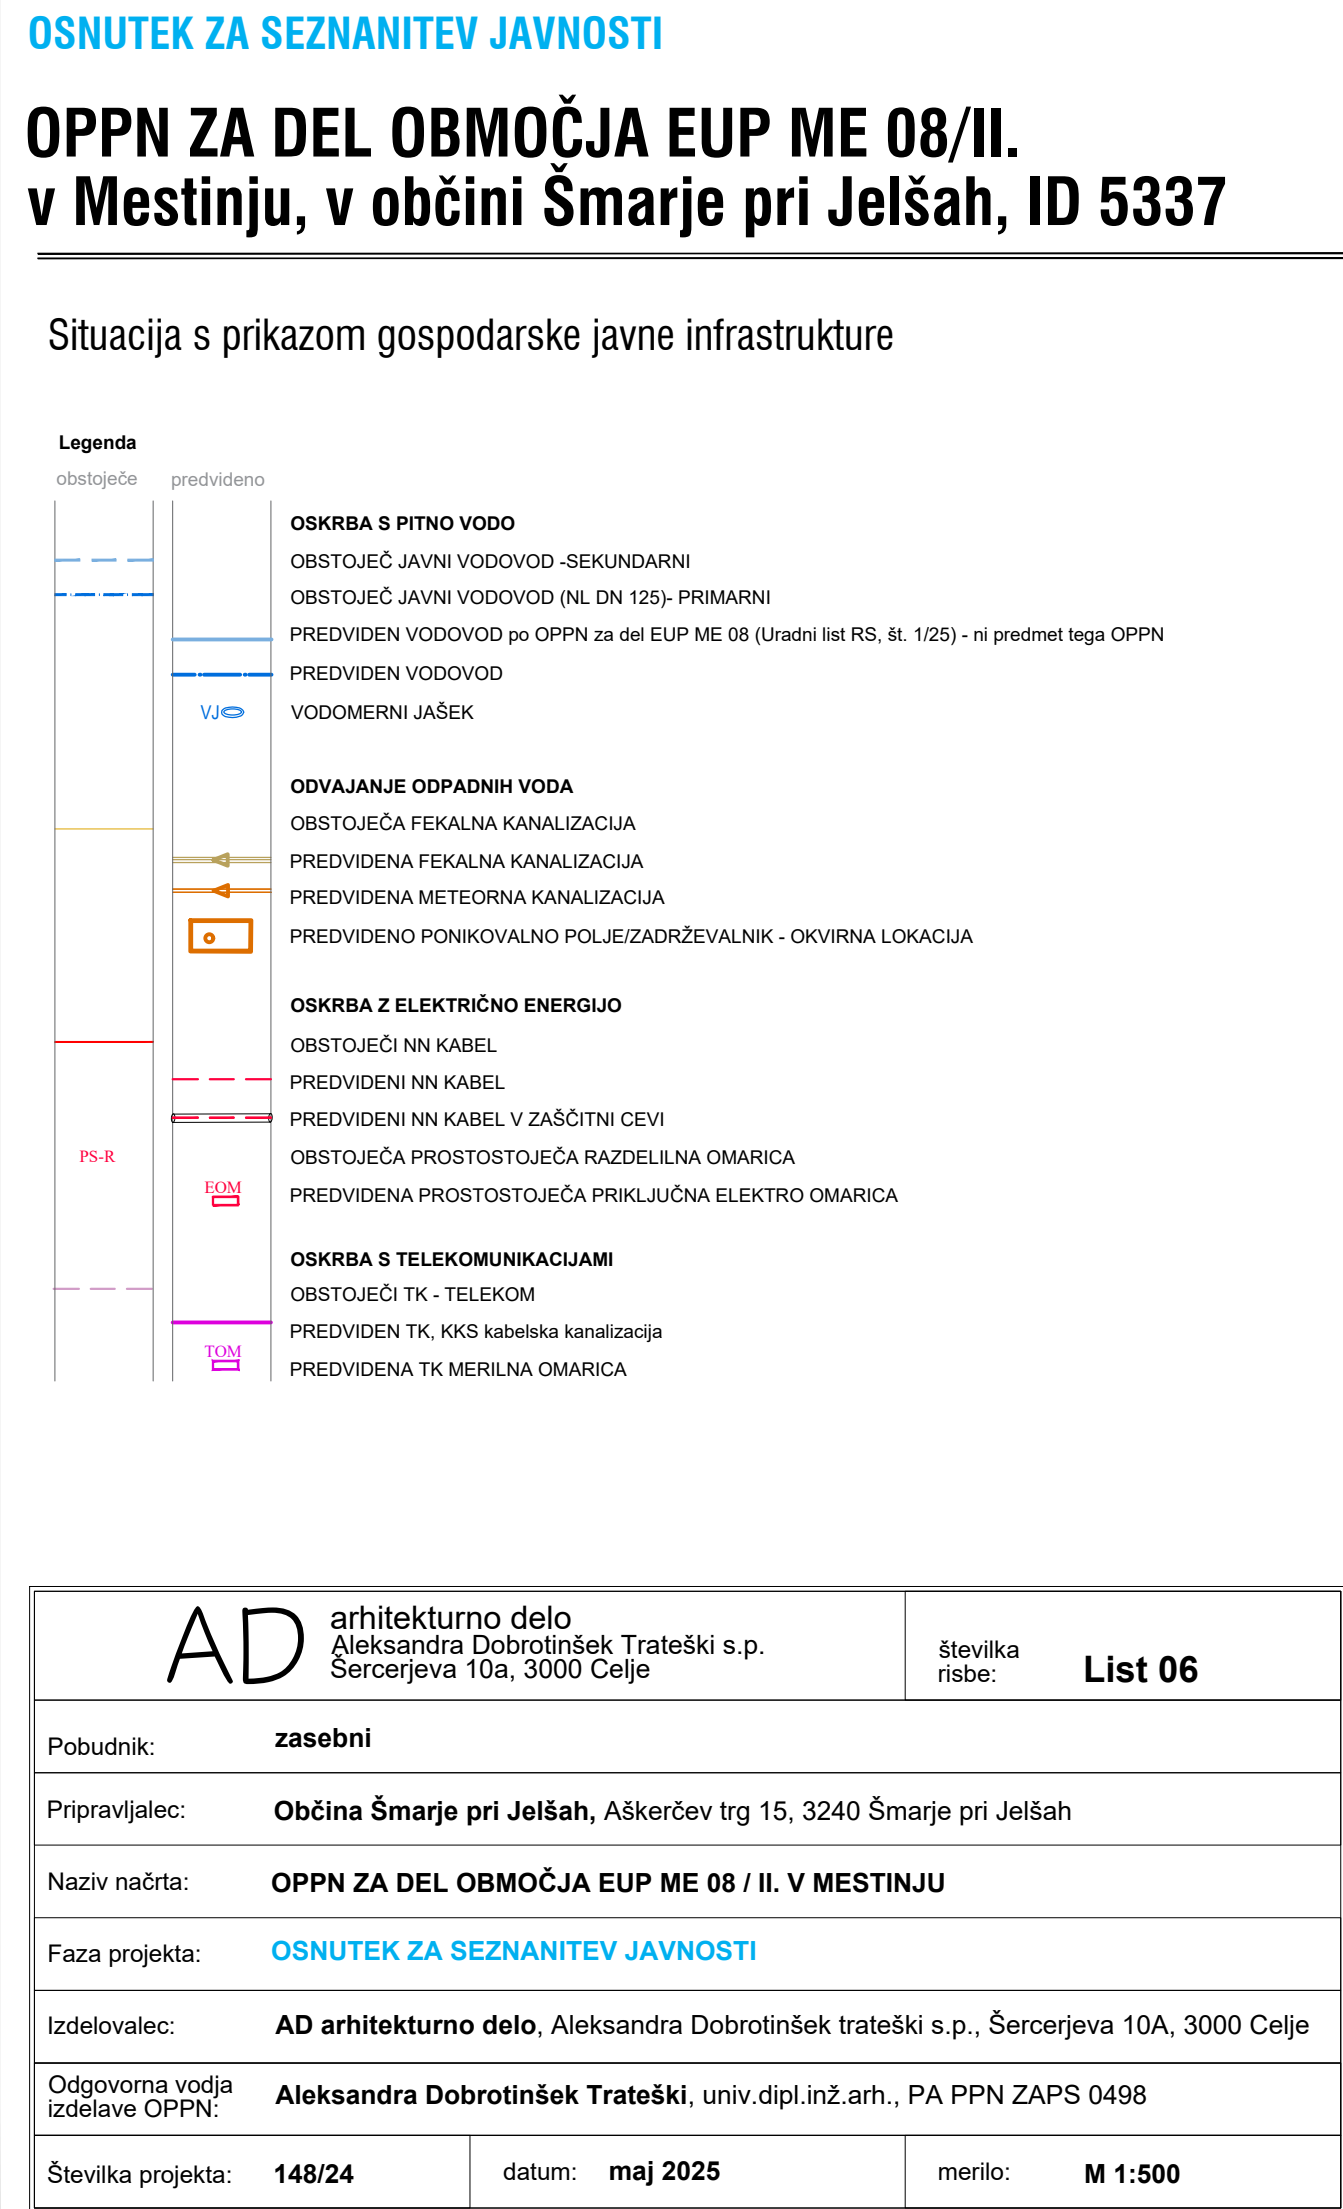 OSNUTEK ZA SEZNANITEV JAVNOSTI
OPPN ZA DEL OBMOČJA EUP ME 08/II.
v Mestinju, v občini Šmarje pri Jelšah, ID 5337
Situacija s prikazom gospodarske javne infrastrukture
Legenda
obstoječe predvideno
OSKRBA S PITNO VODO
OBSTOJEČ JAVNI VODOVOD -SEKUNDARNI
OBSTOJEČ JAVNI VODOVOD (NL DN 125)- PRIMARNI
PREDVIDEN VODOVOD po OPPN za del EUP ME 08 (Uradni list RS, št. 1/25) - ni predmet tega OPPN
PREDVIDEN VODOVOD
VJ VODOMERNI JAŠEK
ODVAJANJE ODPADNIH VODA
OBSTOJEČA FEKALNA KANALIZACIJA
PREDVIDENA FEKALNA KANALIZACIJA
PREDVIDENA METEORNA KANALIZACIJA
PREDVIDENO PONIKOVALNO POLJE/ZADRŽEVALNIK - OKVIRNA LOKACIJA
OSKRBA Z ELEKTRIČNO ENERGIJO
OBSTOJEČI NN KABEL
PREDVIDENI NN KABEL
PREDVIDENI NN KABEL V ZAŠČITNI CEVI
PS-R OBSTOJEČA PROSTOSTOJEČA RAZDELILNA OMARICA
EOM PREDVIDENA PROSTOSTOJEČA PRIKLJUČNA ELEKTRO OMARICA
OSKRBA S TELEKOMUNIKACIJAMI
OBSTOJEČI TK - TELEKOM
PREDVIDEN TK, KKS kabelska kanalizacija
TOM PREDVIDENA TK MERILNA OMARICA
AD arhitekturno delo
Aleksandra Dobrotinšek Trateški s.p.
Šercerjeva 10a, 3000 Celje
številka
risbe: List 06
Pobudnik: zasebni
Pripravljalec: Občina Šmarje pri Jelšah, Aškerčev trg 15, 3240 Šmarje pri Jelšah
Naziv načrta: OPPN ZA DEL OBMOČJA EUP ME 08 / II. V MESTINJU
Faza projekta: OSNUTEK ZA SEZNANITEV JAVNOSTI
Izdelovalec: AD arhitekturno delo, Aleksandra Dobrotinšek trateški s.p., Šercerjeva 10A, 3000 Celje
Odgovorna vodja
izdelave OPPN: Aleksandra Dobrotinšek Trateški, univ.dipl.inž.arh., PA PPN ZAPS 0498
Številka projekta: 148/24 datum: maj 2025 merilo: M 1:500